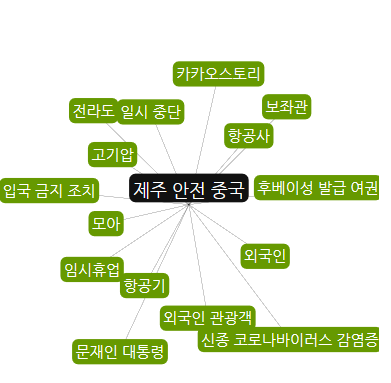 카카오스토리
보좌관
전라도
일시 중단
항공사
고기압
제주 안전 중국
후베이성 발급 여권
입국 금지 조치
모아
외국인
임시휴업
항공기
외국인 관광객
신종 코로나바이러스 감염증
문재인 대통령